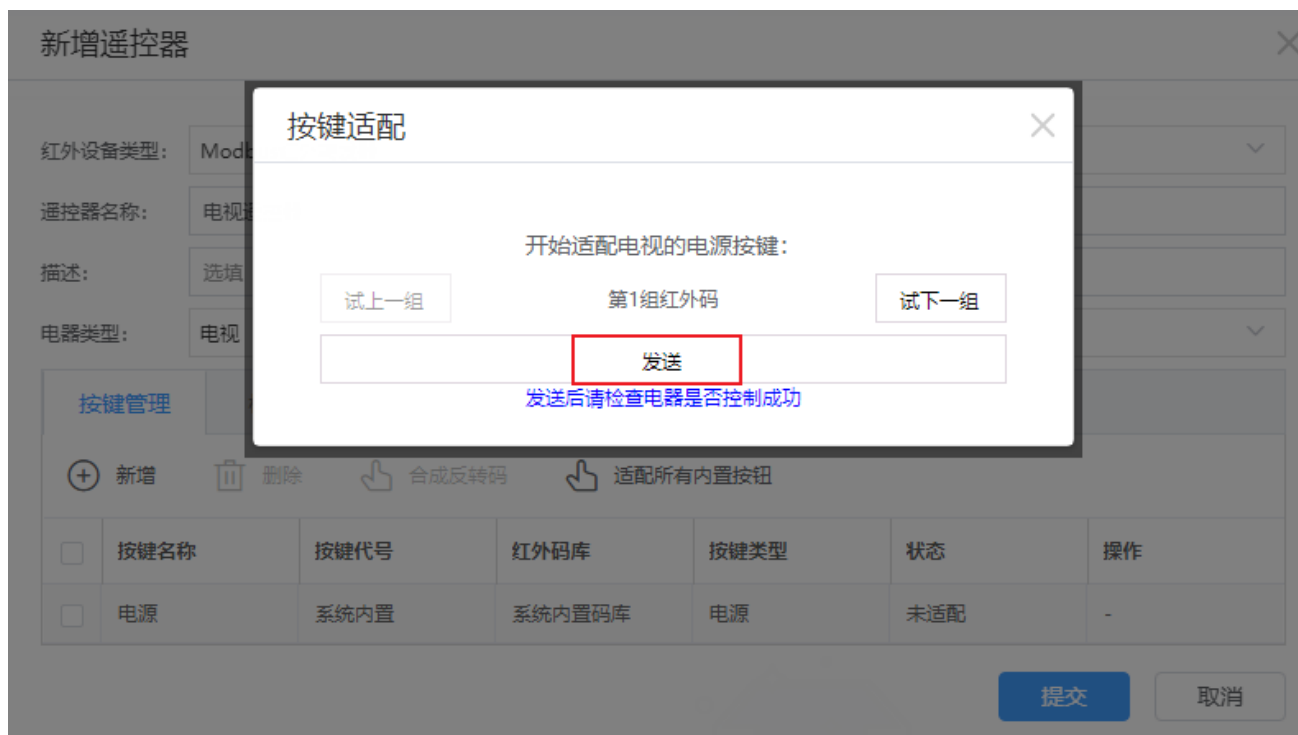 新增遥控器
按键适配
红外设备类型: Modb
遥控器名称: 电视
开始适配电视的电源按键:
描述: 选填
试上一组 第1组红外码 试下一组
电器类型: 电视
发送
发送后请检查电器是否控制成功
按键管理
新增 删除 合成反转码 适配所有内置按钮
按键名称 按键代号 红外码库 按键类型 状态 操作
电源 系统内置 系统内置码库 电源 未适配 -
提交 取消